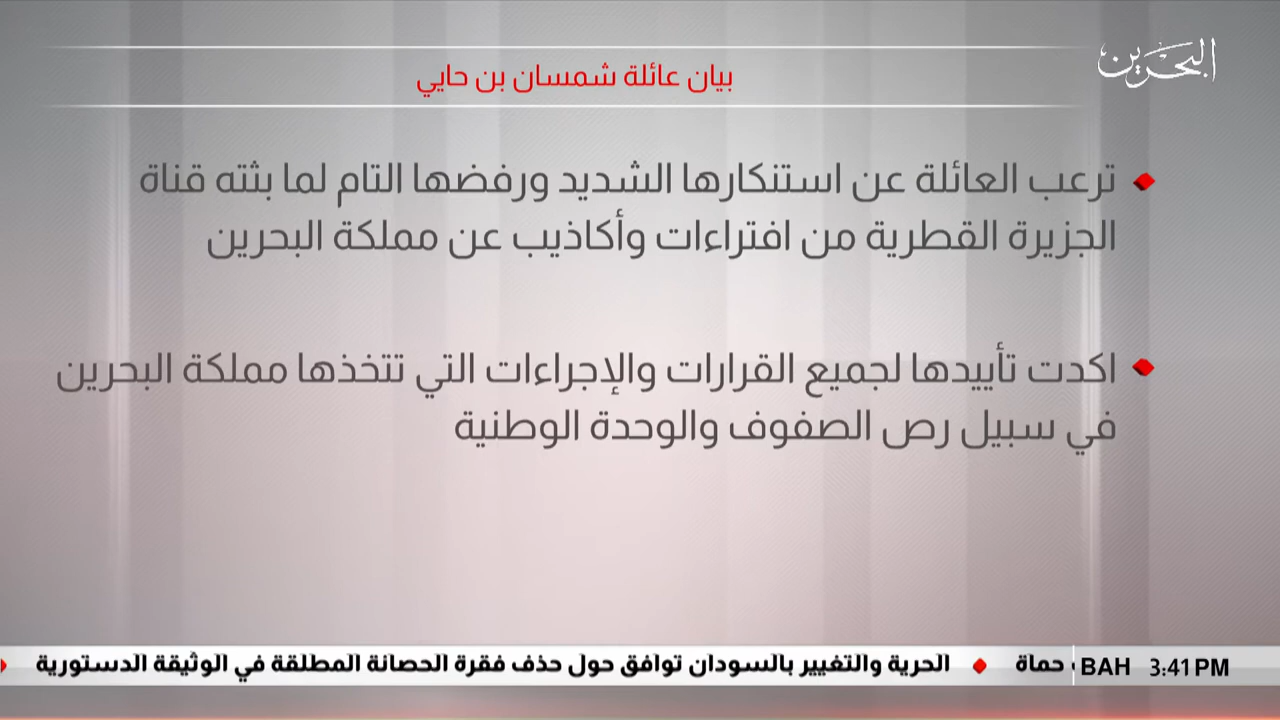 البحرين
بيان عائلة شمسان بن حايي
ترعب العائلة عن استنكارها الشديد ورفضها التام لما بثته قناة
الجزيرة القطرية من افتراءات وأكاذيب عن مملكة البحرين
اكدت تأييدها لجميع القرارات والإجراءات التي تتخذها مملكة البحرين
في سبيل رص الصفوف والوحدة الوطنية
BAH 3:41 PM
حماة
الحرية والتغيير بالسودان توافق حول حذف فقرة الحصانة المطلقة في الوثيقة الدستورية